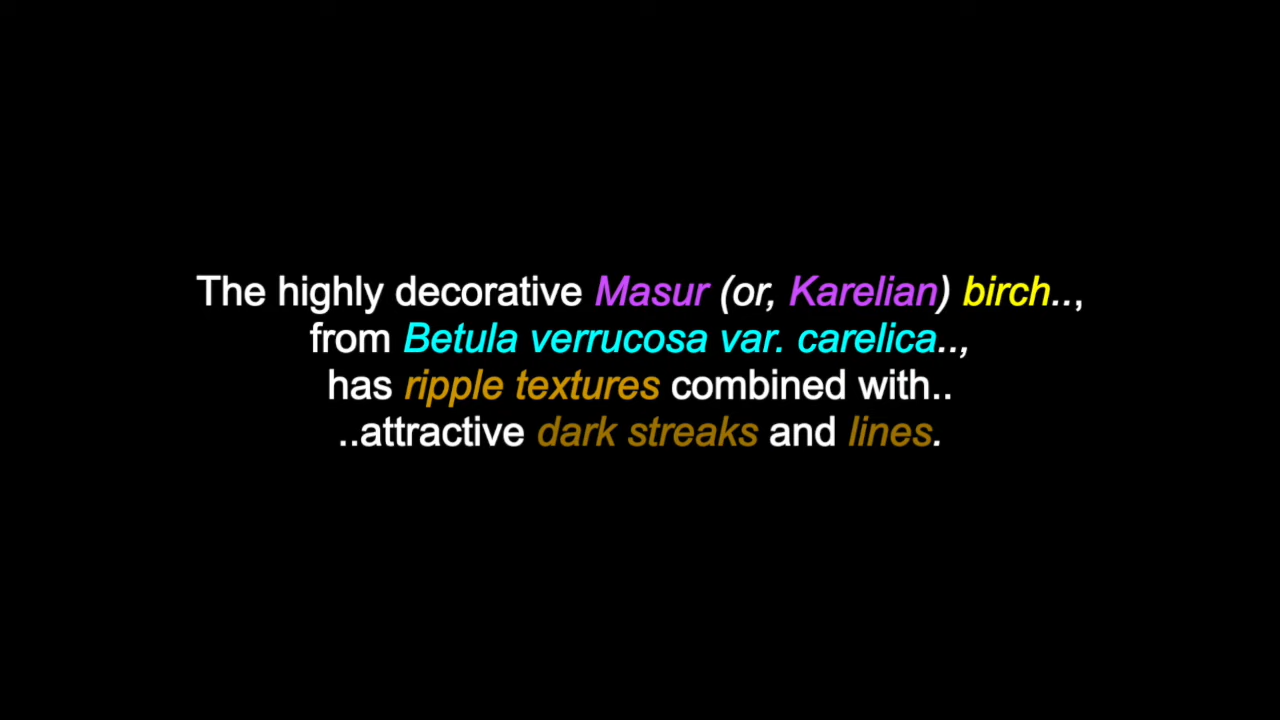 The highly decorative Masur (or, Karelian) birch..,
from Betula verrucosa var. carelica..,
has ripple textures combined with..
..attractive dark streaks and lines.